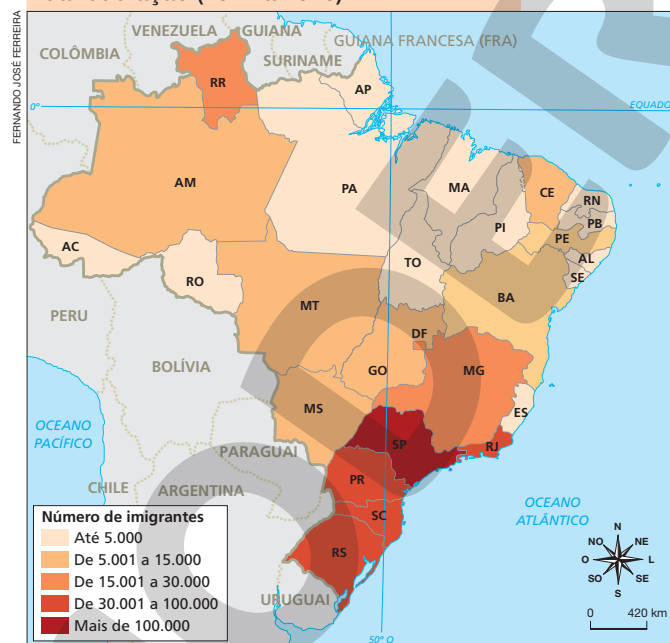 FERNANDO JOSÉ FERREIRA
VENEZUELA
GUIANA
GUIANA FRANCESA (FRA)
COLÔMBIA
SURINAME
RR
AP
0°
EQUADO
AM
PA
MA
CE
RN
PB
PE
PI
AL
SE
AC
TO
RO
BA
PERU
MT
DF
BOLÍVIA
GO
MG
MS
ES
OCEANO
PACÍFICO
SP
RJ
PARAGUAI
PR
CHILE
ARGENTINA
OCEANO
ATLÂNTICO
SC
RS
URUGUAI
Número de imigrantes
Até 5.000
De 5.001 a 15.000
De 15.001 a 30.000
De 30.001 a 100.000
Mais de 100.000
N
NO
NE
O
L
SO
SE
S
0
420 km
50° O